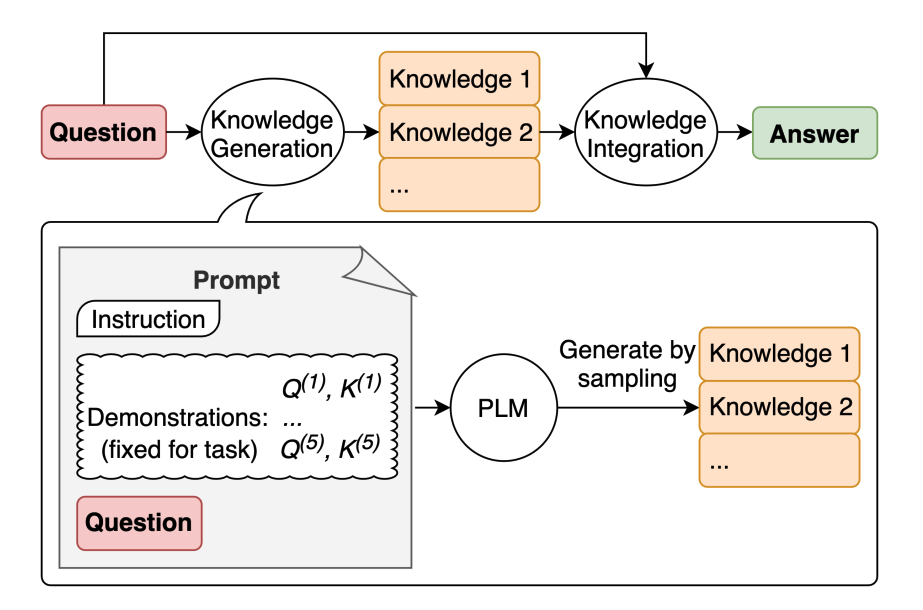 Question
Knowledge
Generation
Knowledge 1
Knowledge 2
...
Knowledge
Integration
Answer
Prompt
Instruction
Q(1), K(1)
Demonstrations: ...
(fixed for task) Q(5), K(5)
Question
PLM
Generate by
sampling
Knowledge 1
Knowledge 2
...